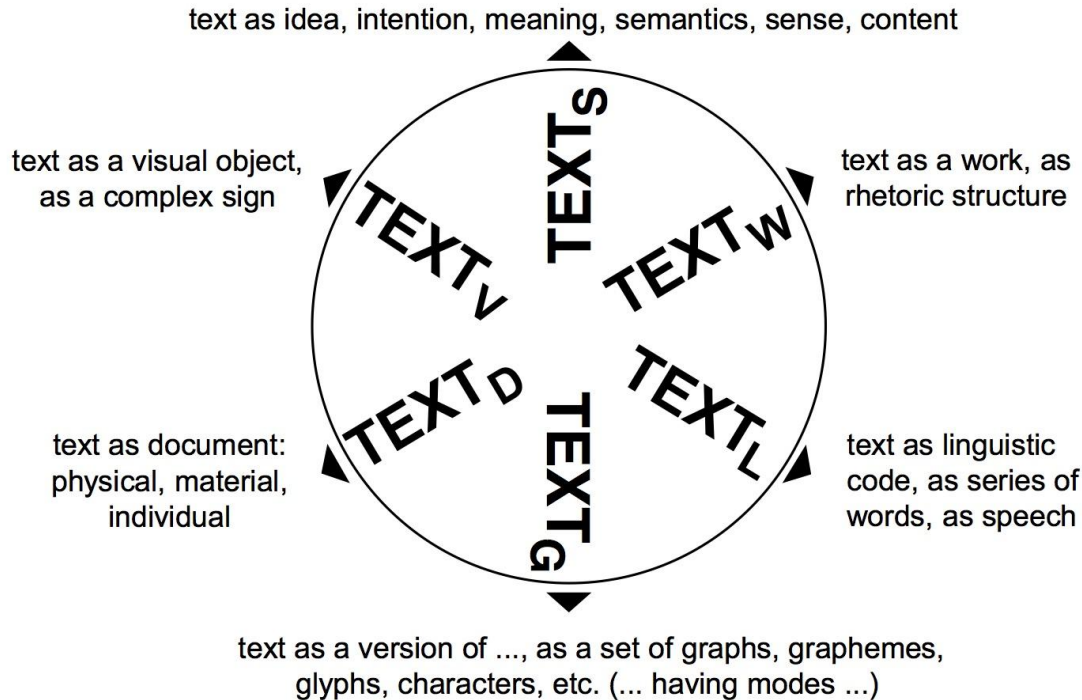 text as idea, intention, meaning, semantics, sense, content
TEXTS
text as a visual object,
as a complex sign
TEXTV
text as a work, as
rhetoric structure
TEXTW
text as document:
physical, material,
individual
TEXTD
text as linguistic
code, as series of
words, as speech
TEXTL
TEXTG
text as a version of ..., as a set of graphs, graphemes,
glyphs, characters, etc. (... having modes ...)